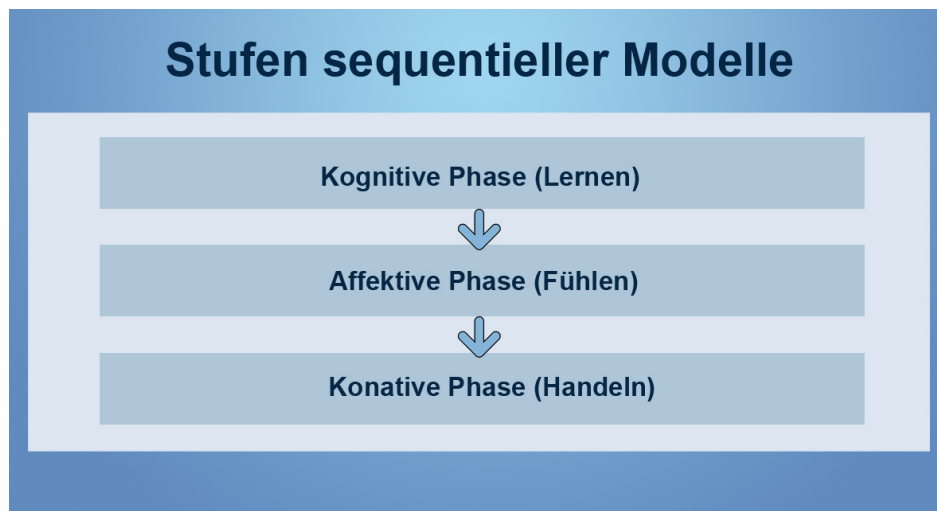 Stufen sequentieller Modelle
Kognitive Phase (Lernen)
Affektive Phase (Fühlen)
Konative Phase (Handeln)